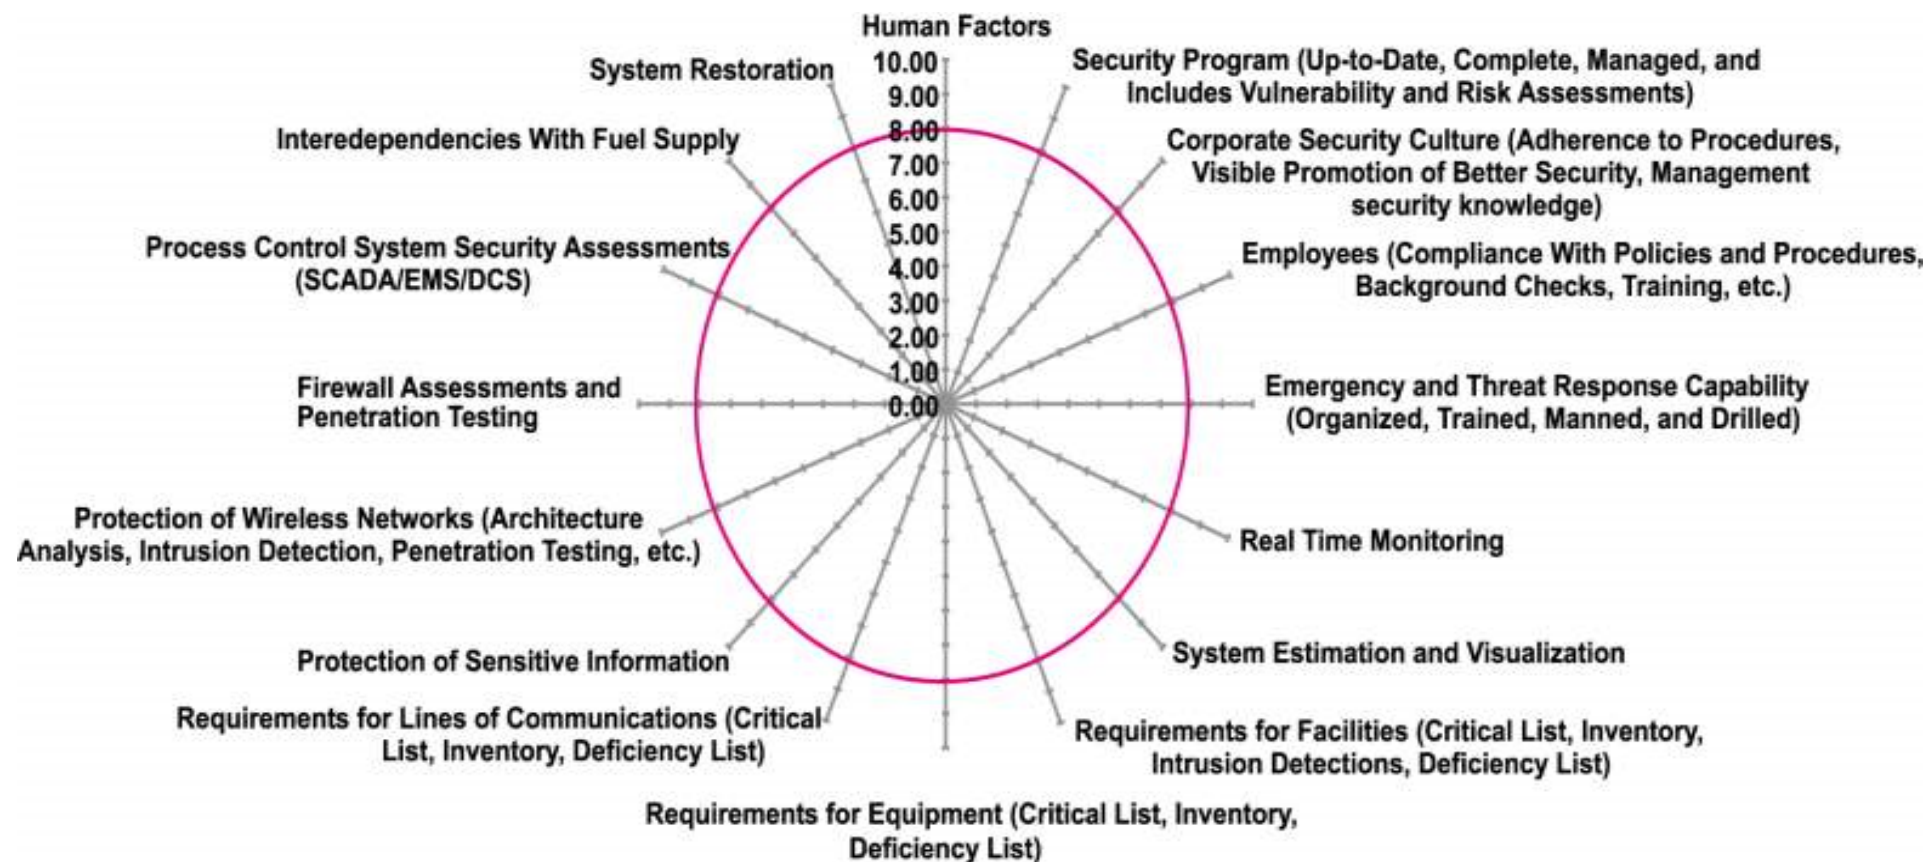 Human Factors
10.00
9.00
8.00
7.00
6.00
5.00
4.00
3.00
2.00
1.00
0.00
Security Program (Up-to-Date, Complete, Managed, and
Includes Vulnerability and Risk Assessments)
Corporate Security Culture (Adherence to Procedures,
Visible Promotion of Better Security, Management
security knowledge)
Employees (Compliance With Policies and Procedures,
Background Checks, Training, etc.)
Emergency and Threat Response Capability
(Organized, Trained, Manned, and Drilled)
Real Time Monitoring
System Estimation and Visualization
Requirements for Facilities (Critical List, Inventory,
Intrusion Detections, Deficiency List)
Requirements for Equipment (Critical List, Inventory,
Deficiency List)
Requirements for Lines of Communications (Critical
List, Inventory, Deficiency List)
Protection of Sensitive Information
Protection of Wireless Networks (Architecture
Analysis, Intrusion Detection, Penetration Testing, etc.)
Firewall Assessments and
Penetration Testing
Process Control System Security Assessments
(SCADA/EMS/DCS)
Interedependencies With Fuel Supply
System Restoration